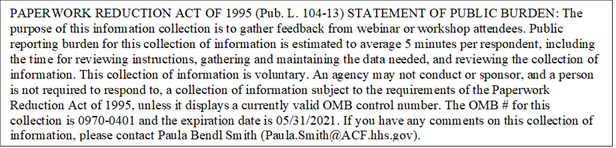 PAPERWORK REDUCTION ACT OF 1995 (Pub. L. 104-13) STATEMENT OF PUBLIC BURDEN: The
purpose of this information collection is to gather feedback from webinar or workshop attendees. Public
reporting burden for this collection of information is estimated to average 5 minutes per respondent, including
the time for reviewing instructions, gathering and maintaining the data needed, and reviewing the collection of
information. This collection of information is voluntary. An agency may not conduct or sponsor, and a person
is not required to respond to, a collection of information subject to the requirements of the Paperwork
Reduction Act of 1995, unless it displays a currently valid OMB control number. The OMB # for this
collection is 0970-0401 and the expiration date is 05/31/2021. If you have any comments on this collection of
information, please contact Paula Bendl Smith (Paula.Smith@ACF.hhs.gov).